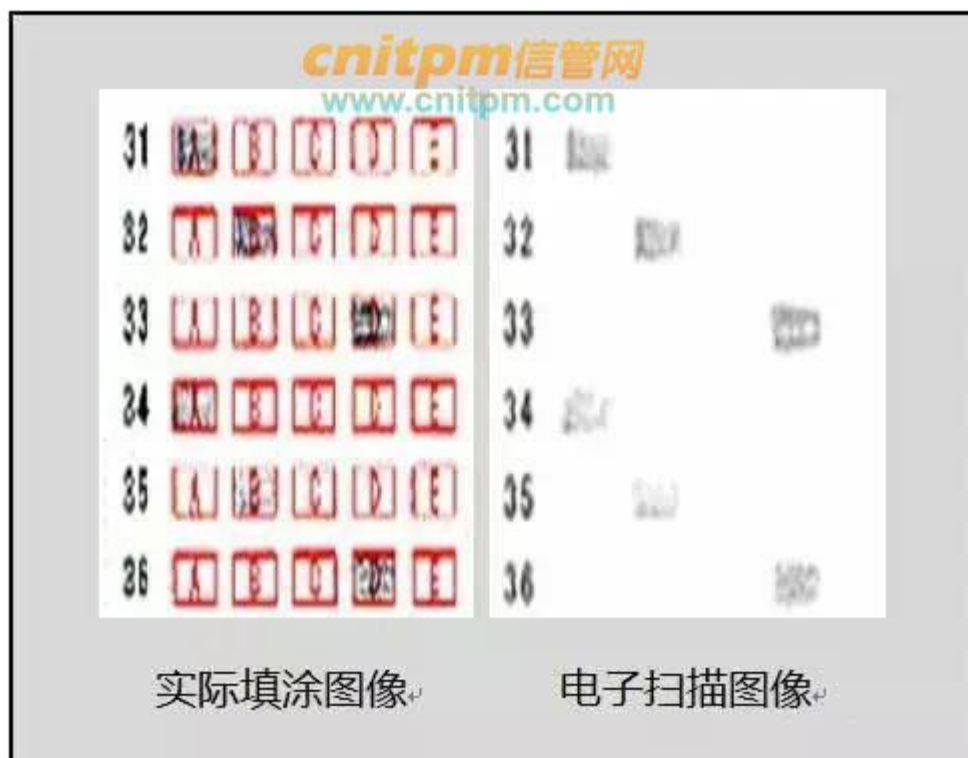 cnitpm信管网
www.cnitpm.com
31 A B C D E
32 A B C D E
33 A B C D E
34 A B C D E
35 A B C D E
36 A B C D E
31
32
33
34
35
36
实际填涂图像
电子扫描图像